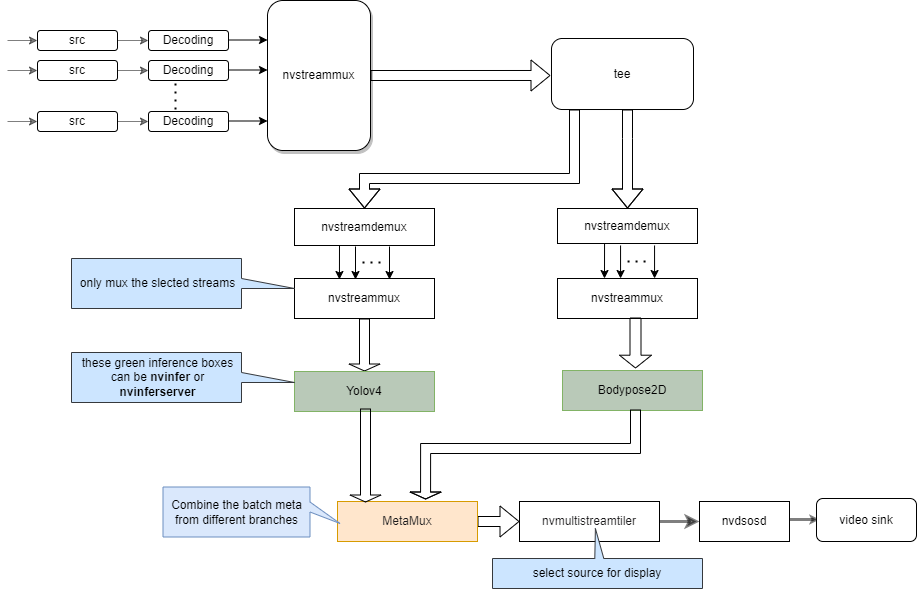 src
Decoding
nvstreammux
tee
src
Decoding
src
Decoding
nvstreamdemux
nvstreamdemux
only mux the slected streams
nvstreammux
nvstreammux
these green inference boxes
can be nvinfer or
nvinferserver
Yolov4
Bodypose2D
Combine the batch meta
from different branches
MetaMux
nvmultistreamtiler
nvdsosd
video sink
select source for display